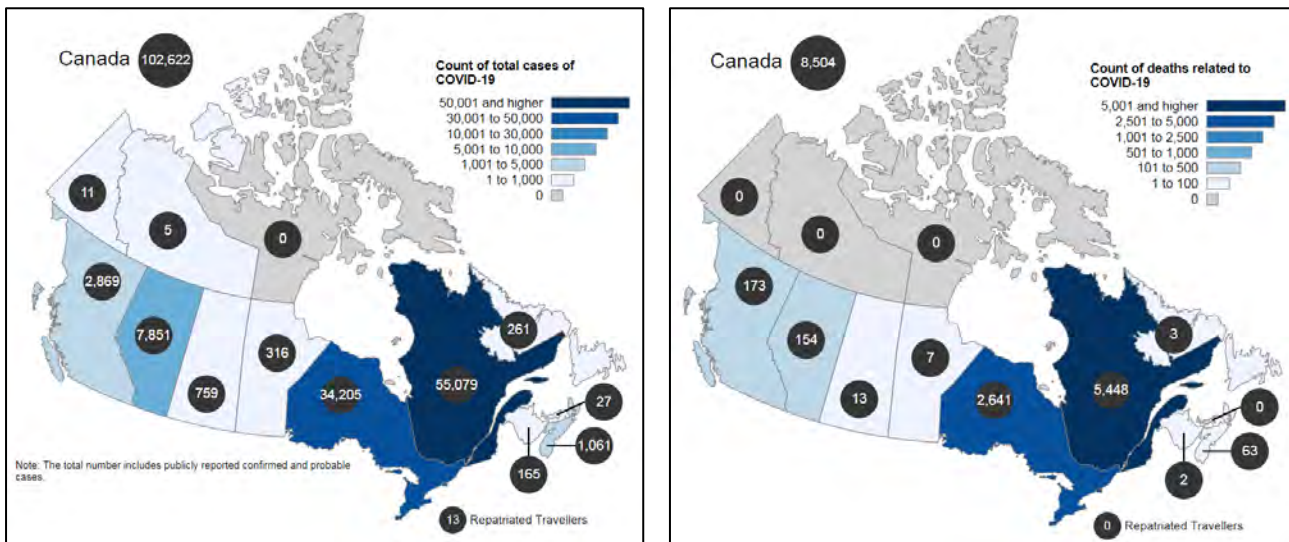 Canada
102,622
Count of total cases of
COVID-19
50,001 and higher
30,001 to 50,000
10,001 to 30,000
5,001 to 10,000
1,001 to 5,000
1 to 1,000
0
11
5
0
2,869
7,851
759
316
34,205
55,079
261
27
1,061
165
Note: The total number includes publicly reported confirmed and probable
cases.
13 Repatriated Travellers
Canada
8,504
Count of deaths related to
COVID-19
5,001 and higher
2,501 to 5,000
1,001 to 2,500
501 to 1,000
101 to 500
1 to 100
0
0
0
0
173
154
13
7
2,641
5,448
3
0
63
2
0 Repatriated Travellers